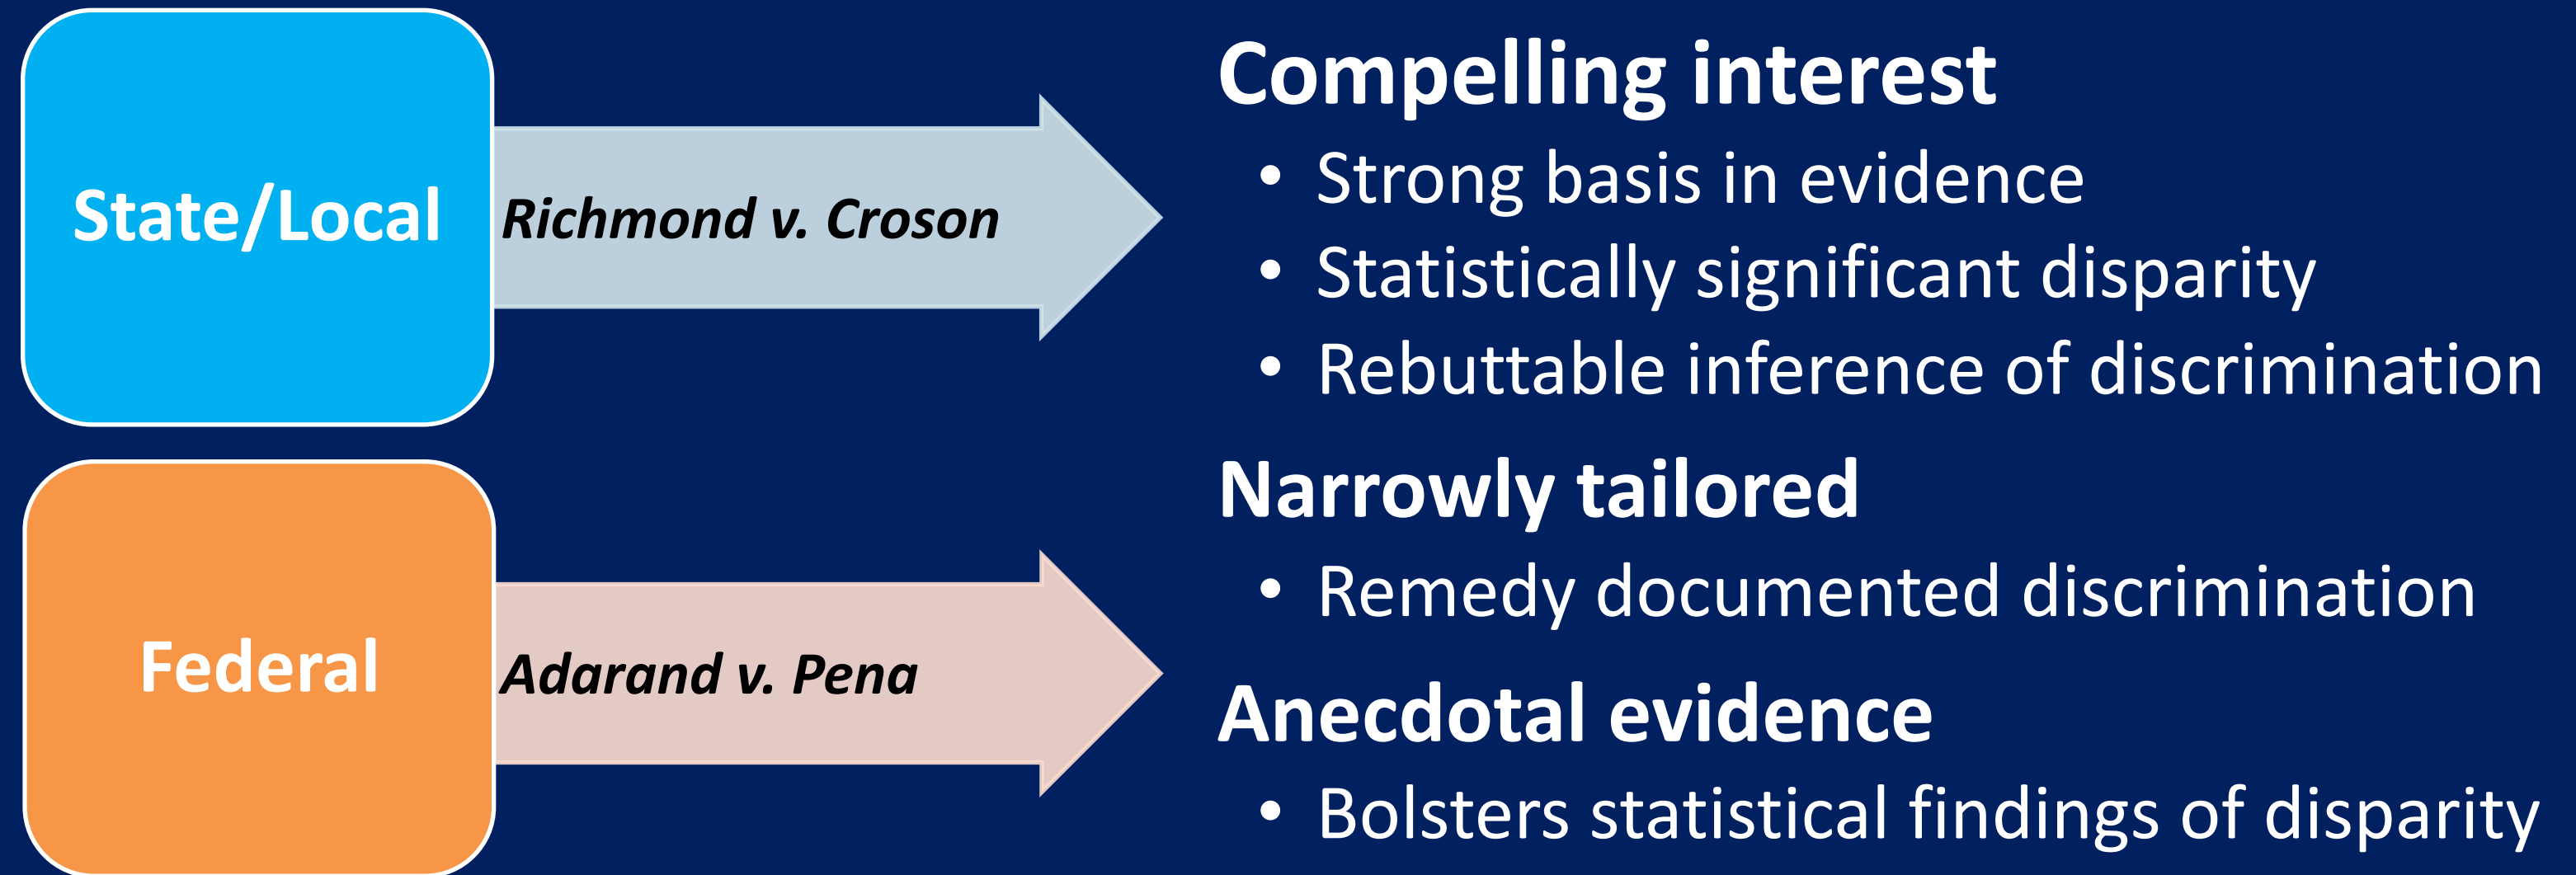 State/Local
Richmond v. Croson
Federal
Adarand v. Pena
Compelling interest
• Strong basis in evidence
• Statistically significant disparity
• Rebuttable inference of discrimination
Narrowly tailored
• Remedy documented discrimination
Anecdotal evidence
• Bolsters statistical findings of disparity